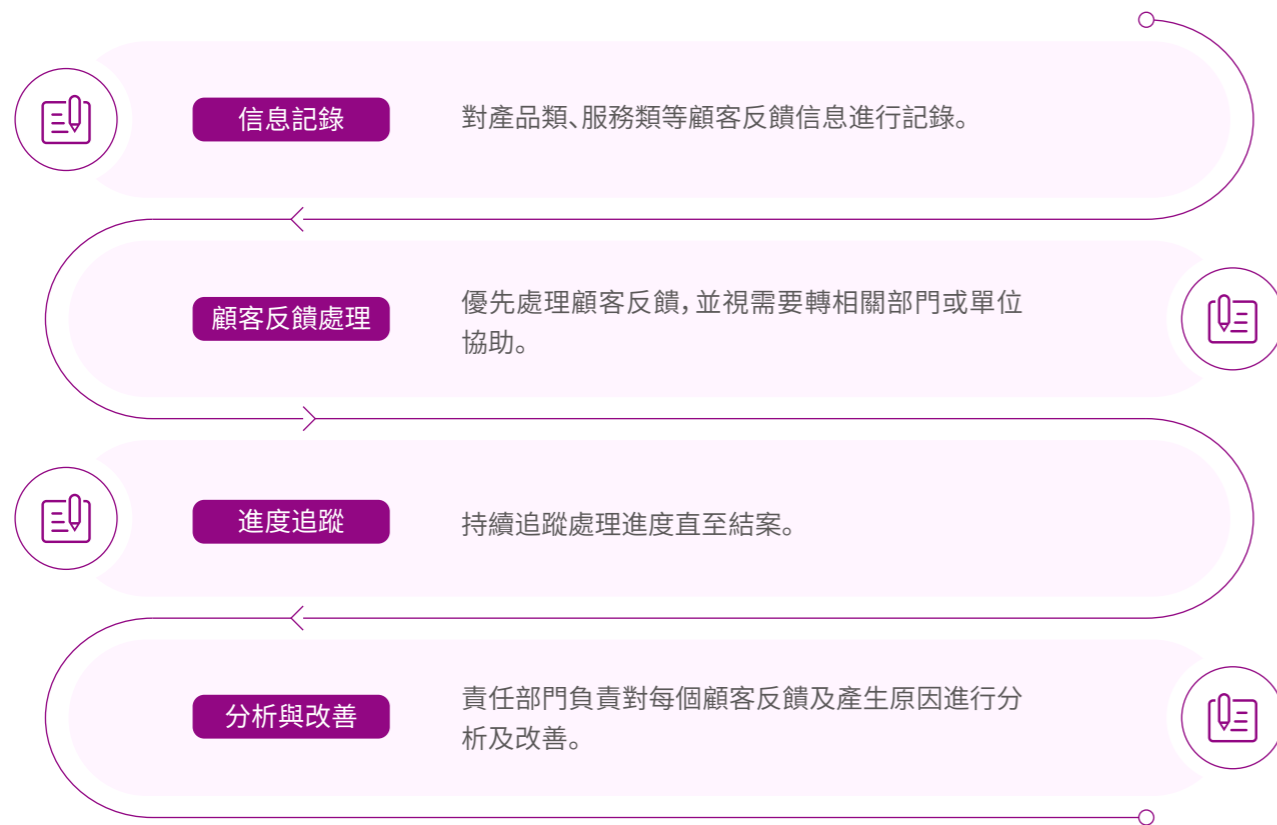 信息記錄
對產品類、服務類等顧客反饋信息進行記錄。
顧客反饋處理
優先處理顧客反饋，並視需要轉相關部門或單位
協助。
進度追蹤
持續追蹤處理進度直至結案。
分析與改善
責任部門負責對每個顧客反饋及產生原因進行分
析及改善。